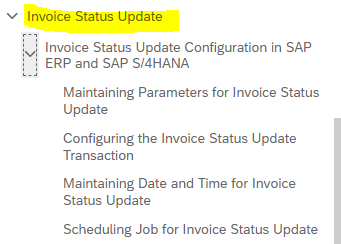 Invoice Status Update
Invoice Status Update Configuration in SAP
ERP and SAP S/4HANA
Maintaining Parameters for Invoice Status
Update
Configuring the Invoice Status Update
Transaction
Maintaining Date and Time for Invoice
Status Update
Scheduling Job for Invoice Status Update